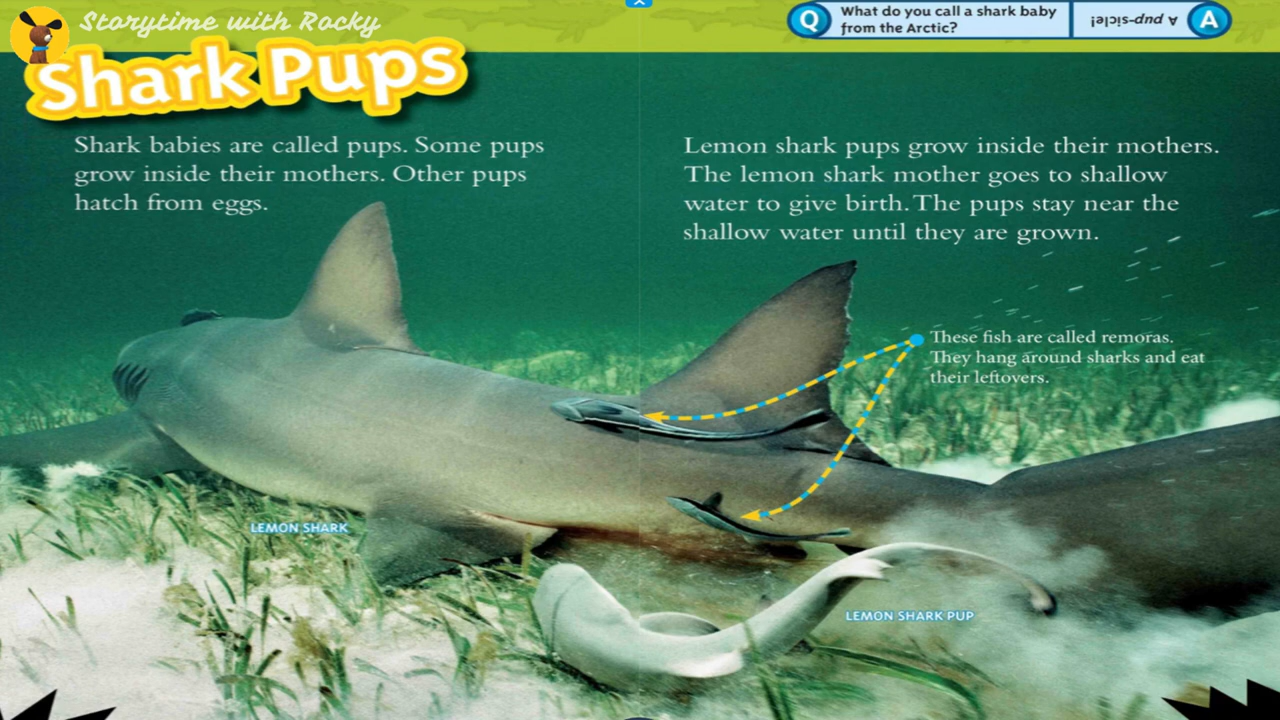 Storytime with Rocky
Q
What do you call a shark baby
from the Arctic?
A pup-sicle!
A
Shark Pups
Shark babies are called pups. Some pups
grow inside their mothers. Other pups
hatch from eggs.
Lemon shark pups grow inside their mothers.
The lemon shark mother goes to shallow
water to give birth. The pups stay near the
shallow water until they are grown.
These fish are called remoras.
They hang around sharks and eat
their leftovers.
LEMON SHARK
LEMON SHARK PUP